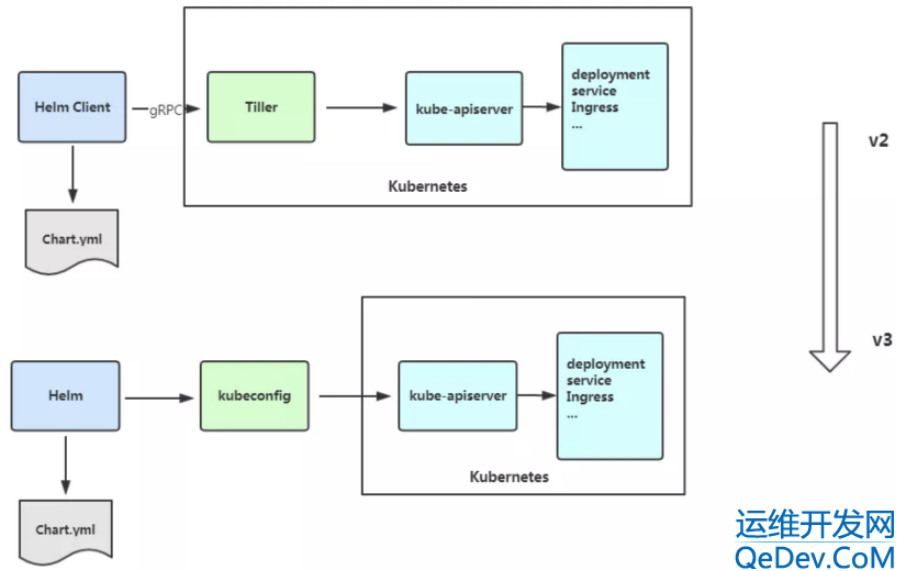 Helm Client
gRPC
Tiller
kube-apiserver
deployment
service
Ingress
...
Kubernetes
Chart.yml
v2
v3
Helm
kubeconfig
kube-apiserver
deployment
service
Ingress
...
Kubernetes
Chart.yml
运维开发网
QeDev.CoM